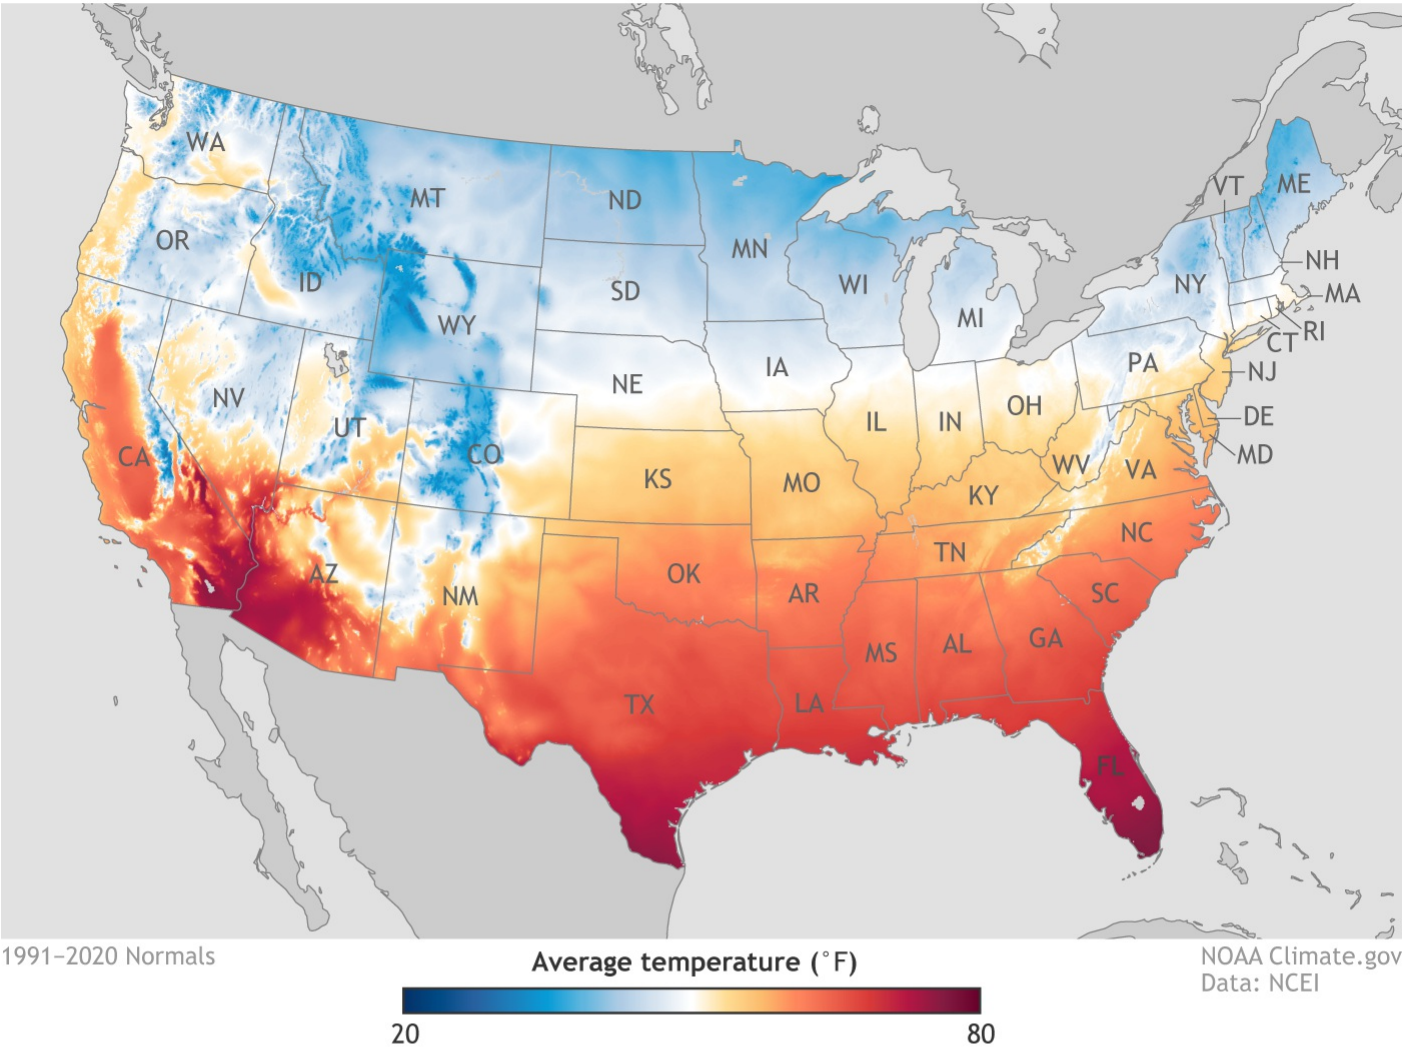 WA
MT
ND
MN
VT
ME
OR
ID
SD
WI
NY
NH
MA
WY
MI
RI
CT
NV
UT
NE
IA
PA
NJ
CA
CO
KS
MO
IL
IN
OH
WV
VA
DE
MD
KY
AZ
NM
OK
AR
TN
NC
SC
TX
LA
MS
AL
GA
FL
1991–2020 Normals
Average temperature (°F)
20
80
NOAA Climate.gov
Data: NCEI